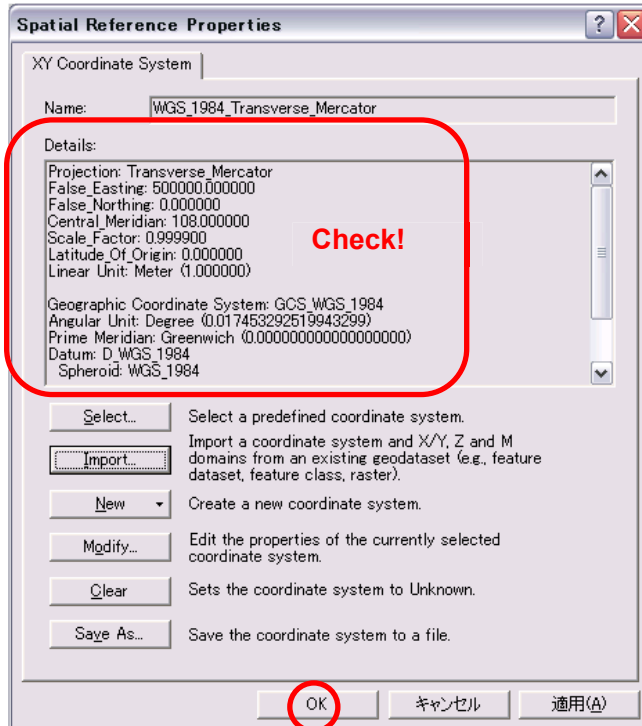 Spatial Reference Properties
XY Coordinate System
Name: WGS_1984_Transverse_Mercator
Details:
Projection: Transverse_Mercator
False_Easting: 500000.000000
False_Northing: 0.000000
Central_Meridian: 108.000000
Scale_Factor: 0.999900
Latitude_Of_Origin: 0.000000
Linear Unit: Meter (1.000000)
Check!
Geographic Coordinate System: GCS_WGS_1984
Angular Unit: Degree (0.017453292519943299)
Prime Meridian: Greenwich (0.000000000000000000)
Datum: D_WGS_1984
Spheroid: WGS_1984
Select... Select a predefined coordinate system.
Import... Import a coordinate system and X/Y, Z and M
domains from an existing geodataset (e.g., feature
dataset, feature class, raster).
New Create a new coordinate system.
Modify... Edit the properties of the currently selected
coordinate system.
Clear Sets the coordinate system to Unknown.
Save As... Save the coordinate system to a file.
OK キャンセル 適用(A)